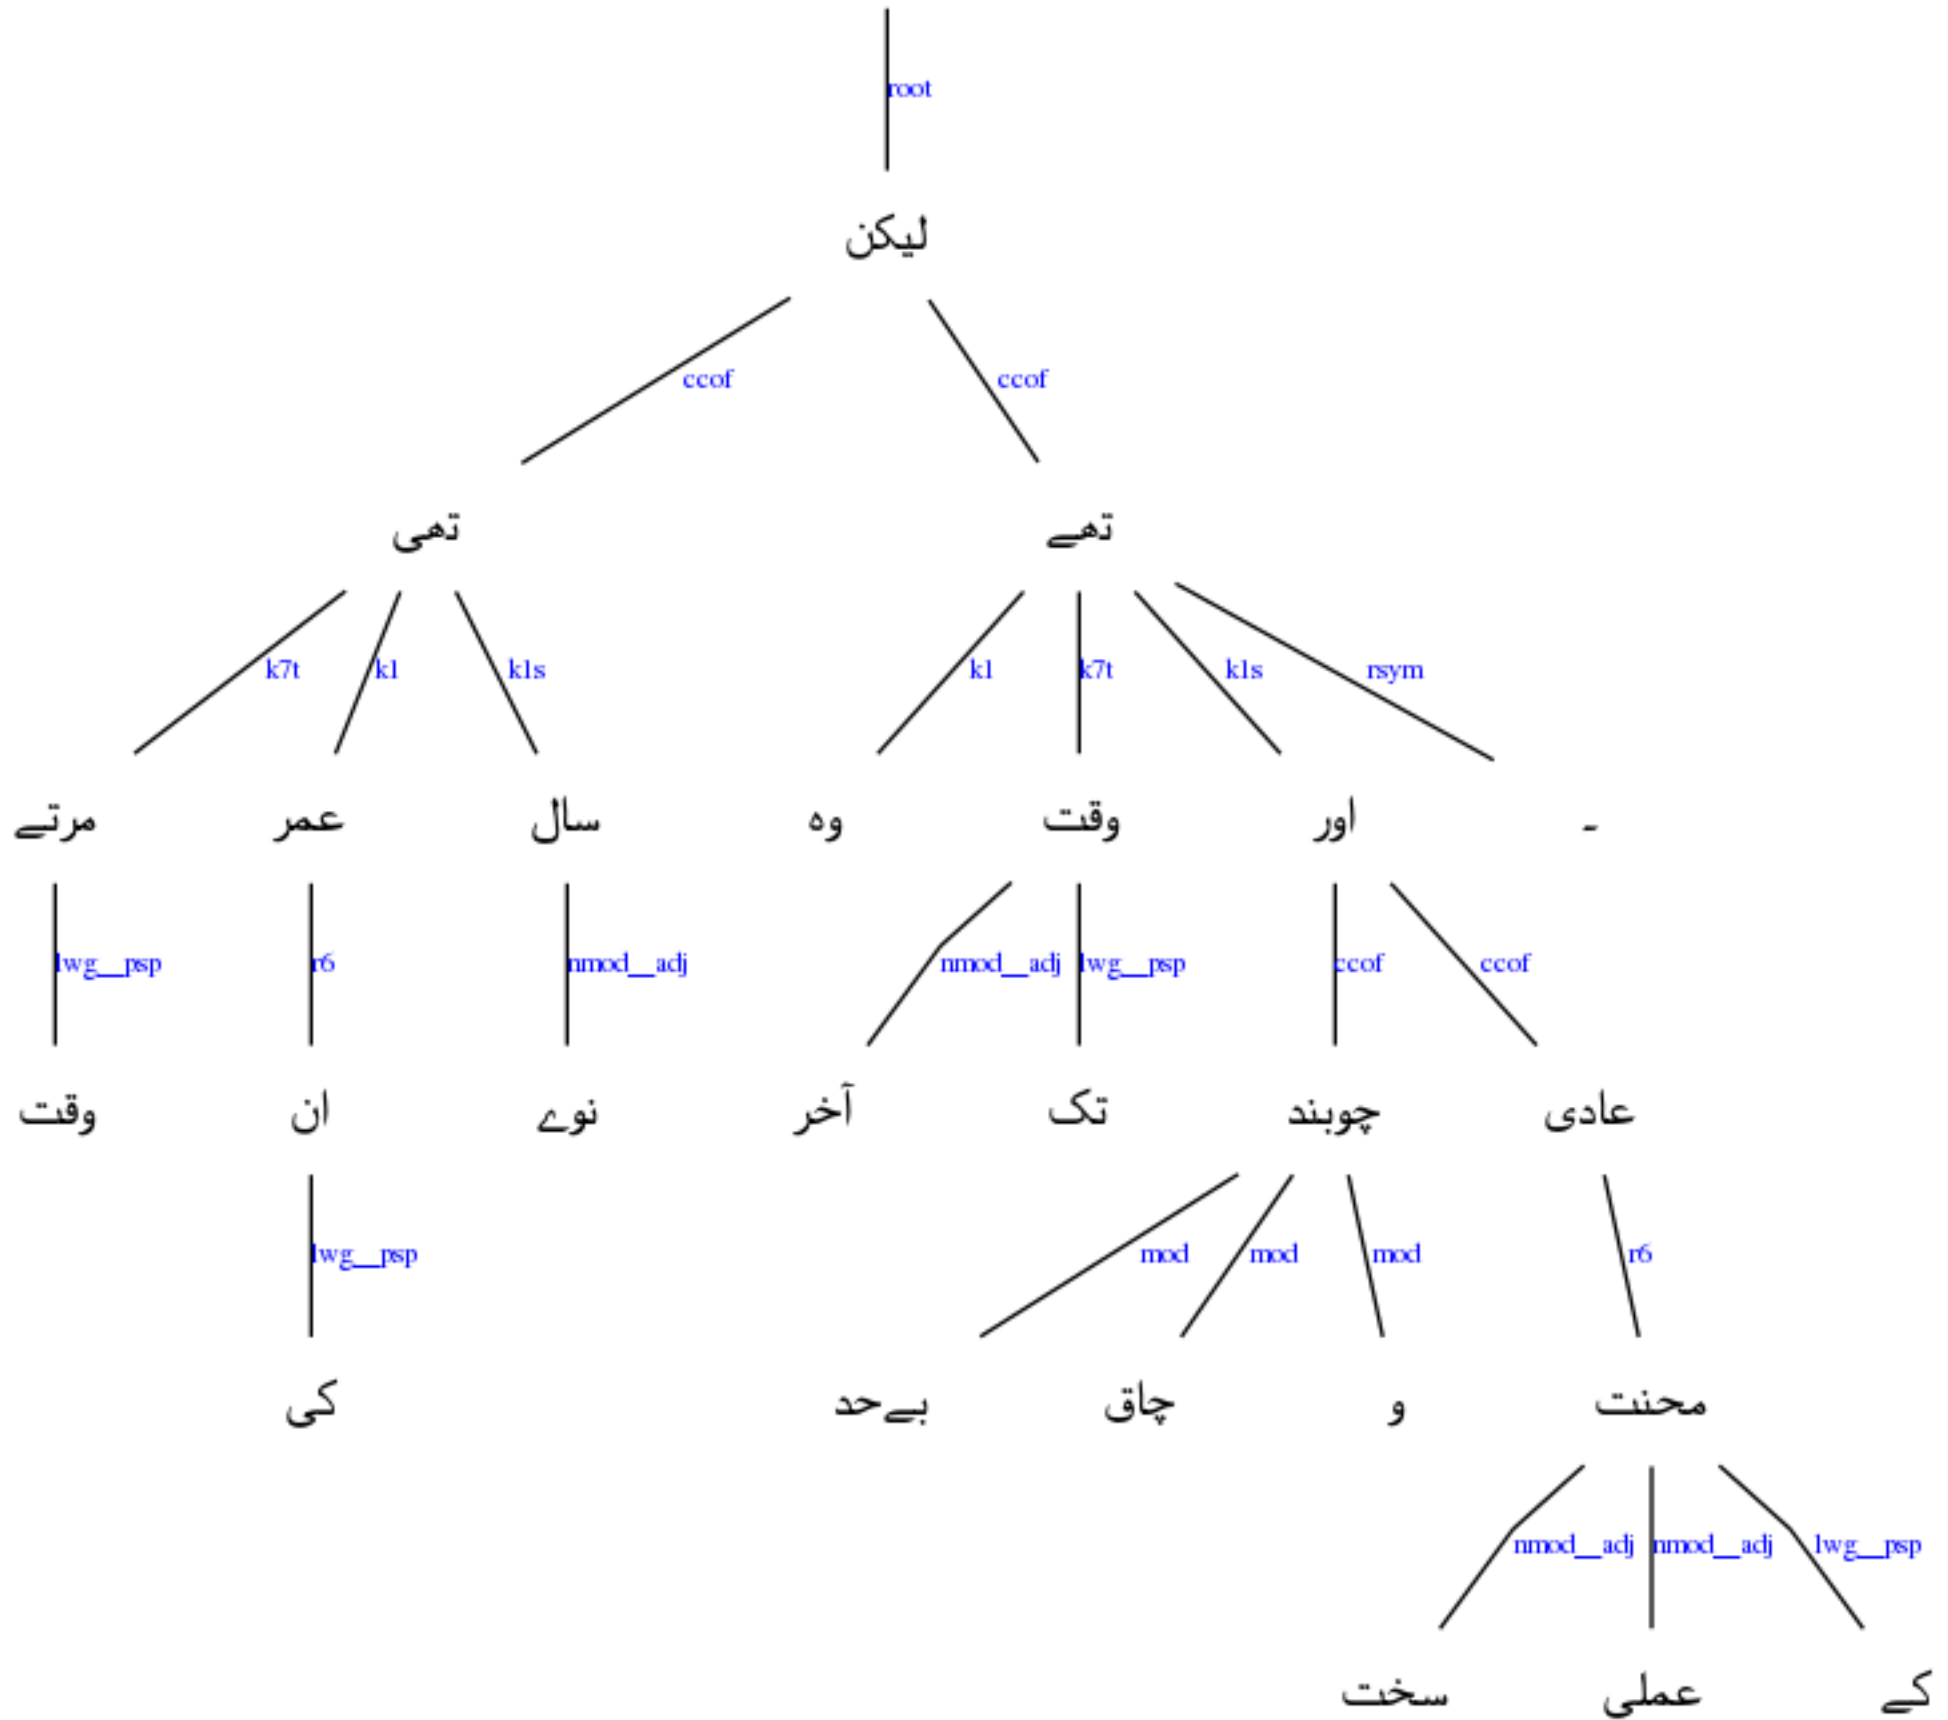 root
لیکن
ccof ccof
تھی تھے
k7t k1 k1s k1 k7t k1s rsym
مرتے عمر سال وہ وقت اور ۔
lwg__psp r6 nmod__adj nmod__adj lwg__psp ccof ccof
وقت ان نوے آخر تک چوبند عادی
lwg__psp mod mod mod r6
کی بےحد چاق و محنت
nmod__adj nmod__adj lwg__psp
سخت عملی کے